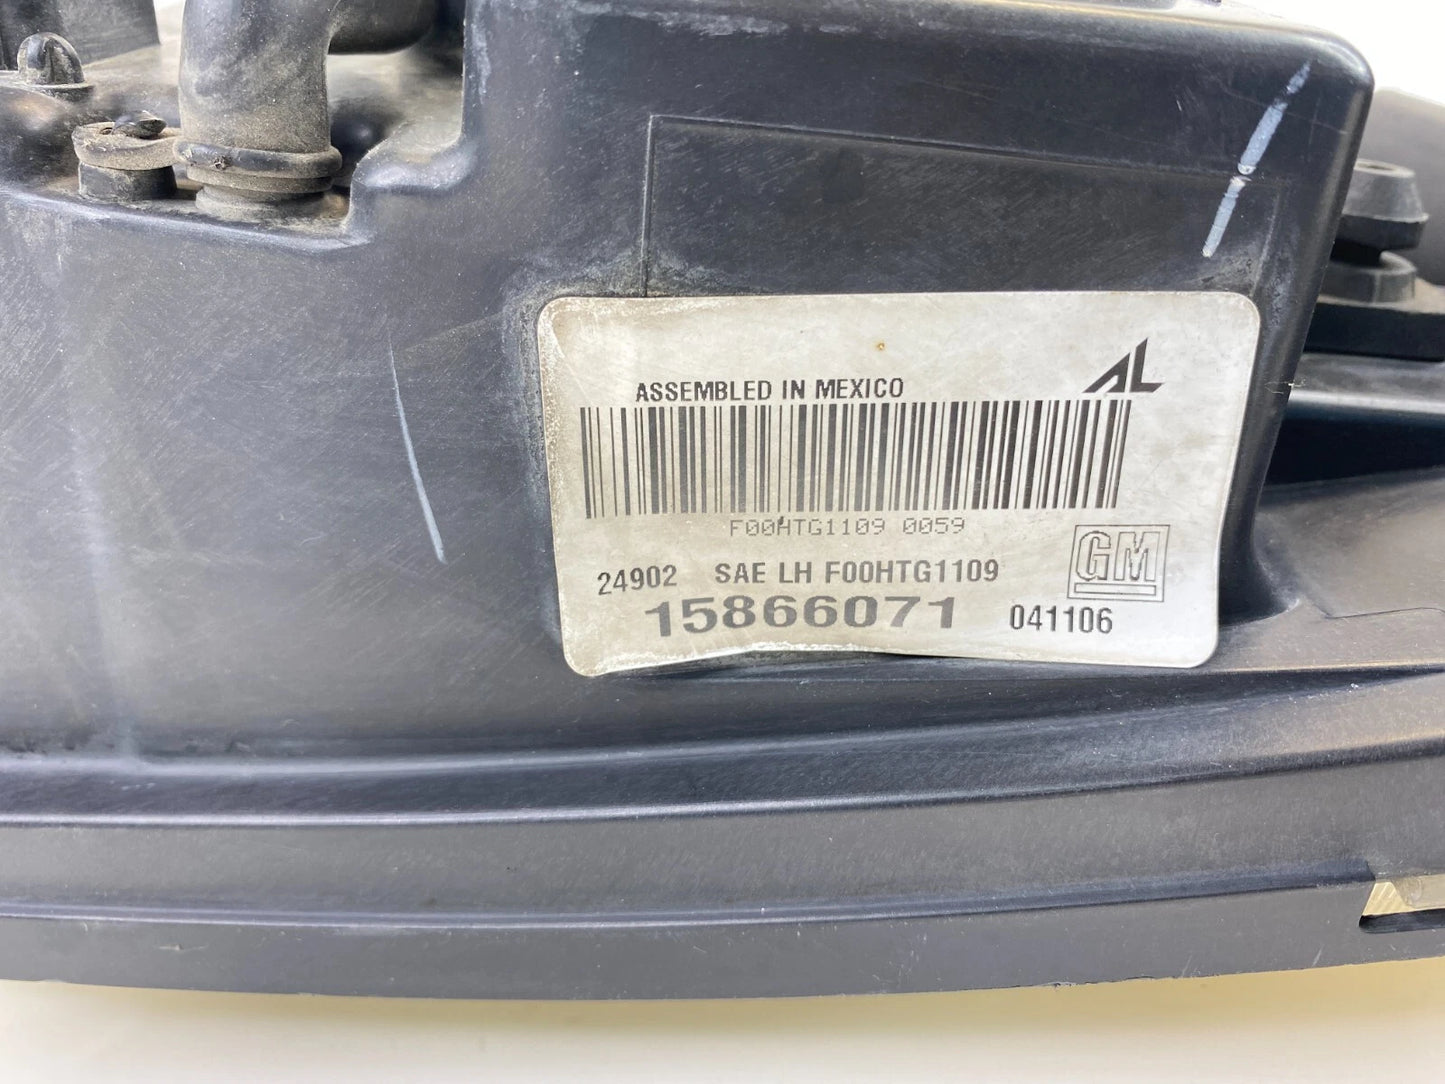 ASSEMBLED IN MEXICO
AL
F00HTG1109 0059
24902 SAE LH F00HTG1109
GM
15866071 041106